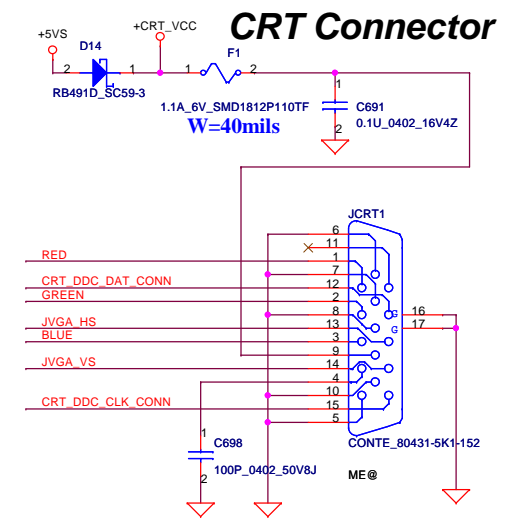 CRT Connector
+5VS
+CRT_VCC
D14
F1
2
1
1
2
RB491D_SC59-3
1.1A_6V_SMD1812P110TF
W=40mils
1
C691
0.1U_0402_16V4Z
2
JCRT1
6
11
RED
1
7
CRT_DDC_DAT_CONN
12
GREEN
2
8
G
16
JVGA_HS
13
G
17
BLUE
3
9
JVGA_VS
14
4
10
CRT_DDC_CLK_CONN
15
5
1
C698
CONTE_80431-5K1-152
100P_0402_50V8J
2
ME@